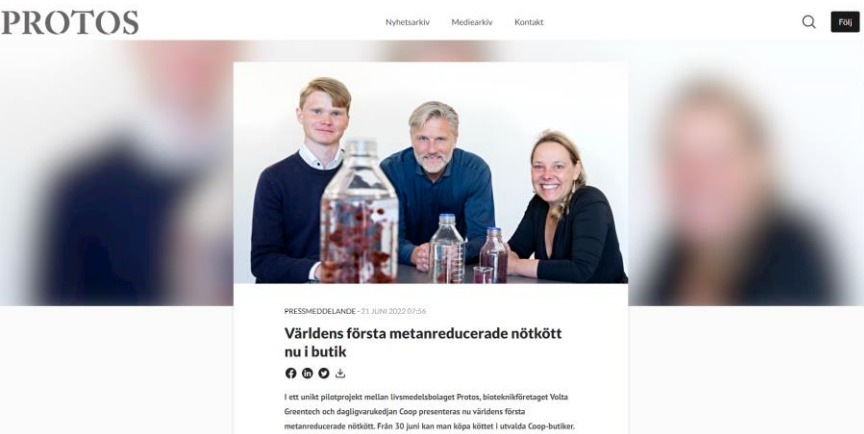 PROTOS
Nyhetsarkiv Mediearkiv Kontakt
Följ
PRESSMEDDELANDE - 21 JUNI 2022 07:56
Världens första metanreducerade nötkött
nu i butik
I ett unikt pilotprojekt mellan livsmedelsbolaget Protos, bioteknikföretaget Volta
Greentech och dagligvarukedjan Coop presenteras nu världens första
metanreducerade nötkött. Från 30 juni kan man köpa köttet i utvalda Coop-butiker.